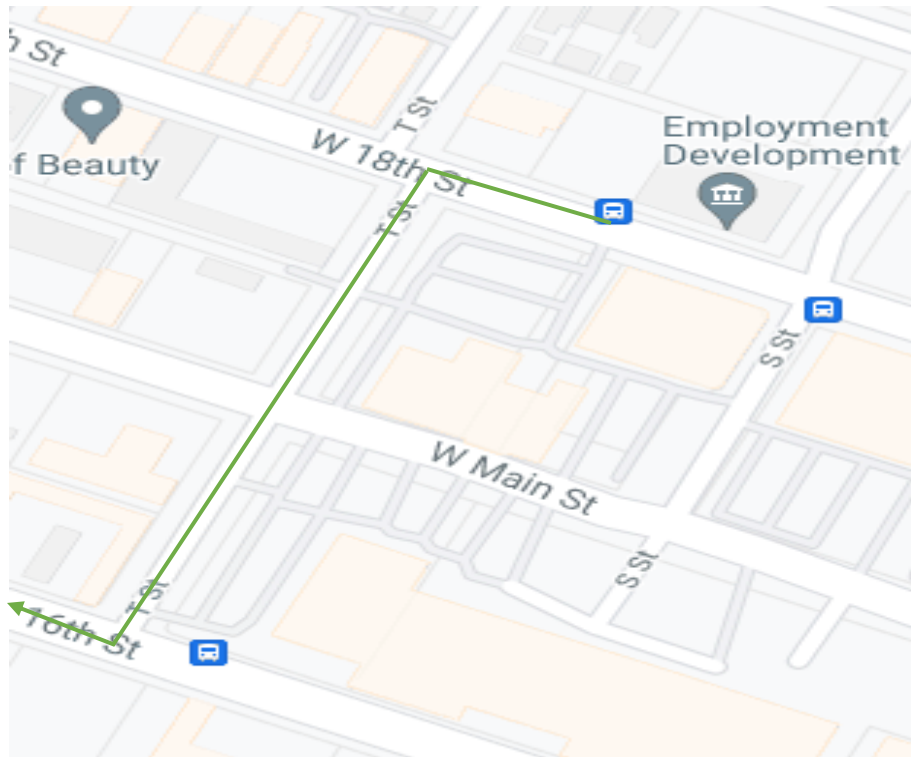 h St
T St
W 18th St
Employment
Development
f Beauty
T St
S St
W Main St
S St
T St
16th St